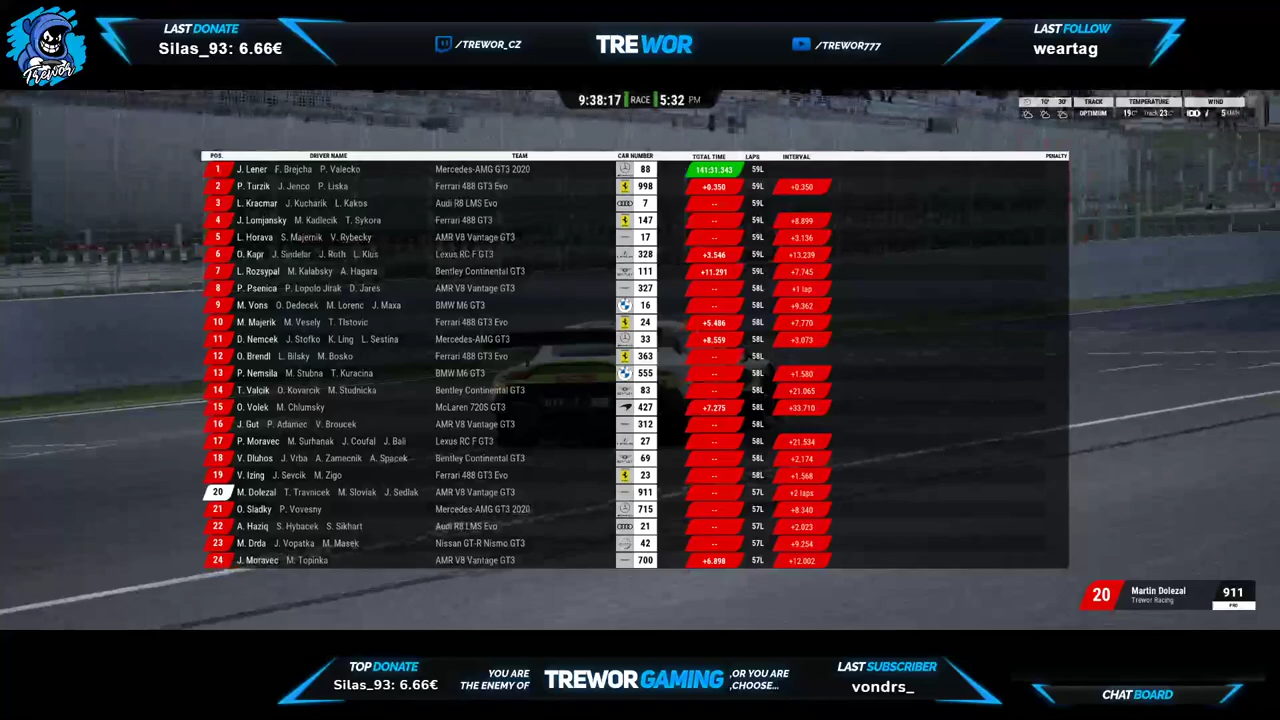 LAST DONATE
Silas_93: 6.66€
/TREWOR_CZ
TREWOR
/TREWOR777
LAST FOLLOW
weartag
Trewor
9:38:17 RACE 5:32 PM
10' 30' TRACK TEMPERATURE WIND
OPTIMUM 19C Track 23C 5 KM/H
POS. DRIVER NAME TEAM CAR NUMBER TOTAL TIME LAPS INTERVAL PENALTY
1 J. Lener F. Brejcha P. Valecko Mercedes-AMG GT3 2020 88 141:31.343 59L
2 P. Turzik J. Jenco P. Liska Ferrari 488 GT3 Evo 998 +0.350 59L +0.350
3 L. Kracmar J. Kucharik L. Kakos Audi R8 LMS Evo 7 -- 59L
4 J. Lomjansky M. Kadlecik T. Sykora Ferrari 488 GT3 147 -- 59L +8.899
5 L. Horava S. Majernik V. Rybecky AMR V8 Vantage GT3 17 -- 59L +3.136
6 O. Kapr J. Sindelar J. Roth L. Klus Lexus RC F GT3 328 +3.546 59L +13.239
7 L. Rozsypal M. Kalabsky A. Hagara Bentley Continental GT3 111 +11.291 59L +7.745
8 P. Psenica P. Lopolo Jirak D. Jares AMR V8 Vantage GT3 327 -- 58L +1 lap
9 M. Vons O. Dedecek M. Lorenc J. Maxa BMW M6 GT3 16 -- 58L +9.362
10 M. Majerik M. Vesely T. Tlstovic Ferrari 488 GT3 Evo 24 +5.486 58L +7.770
11 D. Nemcek J. Stofko K. Ling L. Sestina Mercedes-AMG GT3 33 +8.559 58L +3.073
12 O. Brendl L. Bilsky M. Bosko Ferrari 488 GT3 Evo 363 -- 58L
13 P. Nemsila M. Stubna T. Kuracina BMW M6 GT3 555 -- 58L +1.580
14 T. Valcik O. Kovarcik M. Studnicka Bentley Continental GT3 83 -- 58L +21.065
15 O. Volek M. Chlumsky McLaren 720S GT3 427 +7.275 58L +33.710
16 J. Gut P. Adamec V. Broucek AMR V8 Vantage GT3 312 -- 58L
17 P. Moravec M. Surhanak J. Coufal J. Bali Lexus RC F GT3 27 -- 58L +21.534
18 V. Dluhos J. Vrba A. Zamecnik A. Spacek Bentley Continental GT3 69 -- 58L +2.174
19 V. Izing J. Sevcik M. Zigo Ferrari 488 GT3 Evo 23 -- 58L +1.568
20 M. Dolezal T. Travnicek M. Sloviak J. Sedlak AMR V8 Vantage GT3 911 -- 57L +2 laps
21 O. Sladky P. Vovesny Mercedes-AMG GT3 2020 715 -- 57L +8.340
22 A. Haziq S. Hybacek S. Sikhart Audi R8 LMS Evo 21 -- 57L +2.023
23 M. Drda J. Vopatka M. Masek Nissan GT-R Nismo GT3 42 -- 57L +9.254
24 J. Moravec M. Topinka AMR V8 Vantage GT3 700 +6.898 57L +12.002
20 Martin Dolezal 911
Trewor Racing PRO
TOP DONATE
Silas_93: 6.66€
YOU ARE
THE ENEMY OF
TREWOR GAMING
,OR YOU ARE
,CHOOSE...
LAST SUBSCRIBER
vondrs_
CHAT BOARD